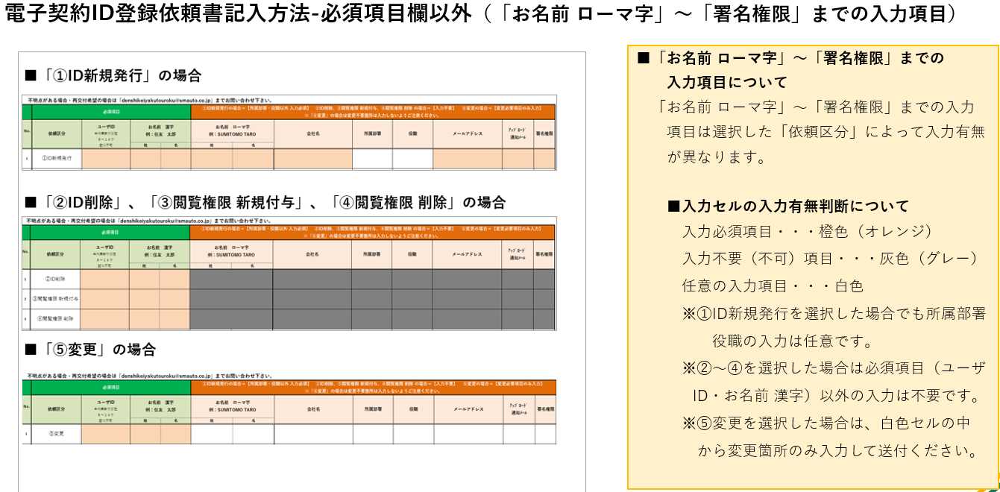 電子契約ID登録依頼書記入方法-必須項目欄以外（「お名前 ローマ字」～「署名権限」までの入力項目）
■「①ID新規発行」の場合
不明点がある場合・再交付希望の場合は「denshikeiyakutouroku@smauto.co.jp」までお問い合わせ下さい。
必須項目
①ID新規発行の場合→【所属部署・役職以外 入力必須】 ②ID削除、③閲覧権限 新規付与、④閲覧権限 削除 の場合→【入力不要】 ⑤変更の場合→【変更必要項目のみ入力】
※「⑤変更」の場合は変更不要箇所は入力しないようご注意ください。
No. 依頼区分 ユーザID お名前 漢字 例：住友 太郎 お名前 ローマ字 例：SUMITOMO TARO 会社名 所属部署 役職 メールアドレス アップロード 通知メール 署名権限
姓 名 姓 名
1 ①ID新規発行
■「②ID削除」、「③閲覧権限 新規付与」、「④閲覧権限 削除」の場合
不明点がある場合・再交付希望の場合は「denshikeiyakutouroku@smauto.co.jp」までお問い合わせ下さい。
必須項目
①ID新規発行の場合→【所属部署・役職以外 入力必須】 ②ID削除、③閲覧権限 新規付与、④閲覧権限 削除 の場合→【入力不要】 ⑤変更の場合→【変更必要項目のみ入力】
※「⑤変更」の場合は変更不要箇所は入力しないようご注意ください。
No. 依頼区分 ユーザID お名前 漢字 例：住友 太郎 お名前 ローマ字 例：SUMITOMO TARO 会社名 所属部署 役職 メールアドレス アップロード 通知メール 署名権限
姓 名 姓 名
1 ②ID削除
2 ③閲覧権限 新規付与
3 ④閲覧権限 削除
■「⑤変更」の場合
不明点がある場合・再交付希望の場合は「denshikeiyakutouroku@smauto.co.jp」までお問い合わせ下さい。
必須項目
①ID新規発行の場合→【所属部署・役職以外 入力必須】 ②ID削除、③閲覧権限 新規付与、④閲覧権限 削除 の場合→【入力不要】 ⑤変更の場合→【変更必要項目のみ入力】
※「⑤変更」の場合は変更不要箇所は入力しないようご注意ください。
No. 依頼区分 ユーザID お名前 漢字 例：住友 太郎 お名前 ローマ字 例：SUMITOMO TARO 会社名 所属部署 役職 メールアドレス アップロード 通知メール 署名権限
姓 名 姓 名
1 ⑤変更
■「お名前 ローマ字」～「署名権限」までの
入力項目について
「お名前 ローマ字」～「署名権限」までの入力
項目は選択した「依頼区分」によって入力有無
が異なります。
■入力セルの入力有無判断について
入力必須項目・・・橙色（オレンジ）
入力不要（不可）項目・・・灰色（グレー）
任意の入力項目・・・白色
※①ID新規発行を選択した場合でも所属部署
役職の入力は任意です。
※②～④を選択した場合は必須項目（ユーザ
ID・お名前 漢字）以外の入力は不要です。
※⑤変更を選択した場合は、白色セルの中
から変更箇所のみ入力して送付ください。